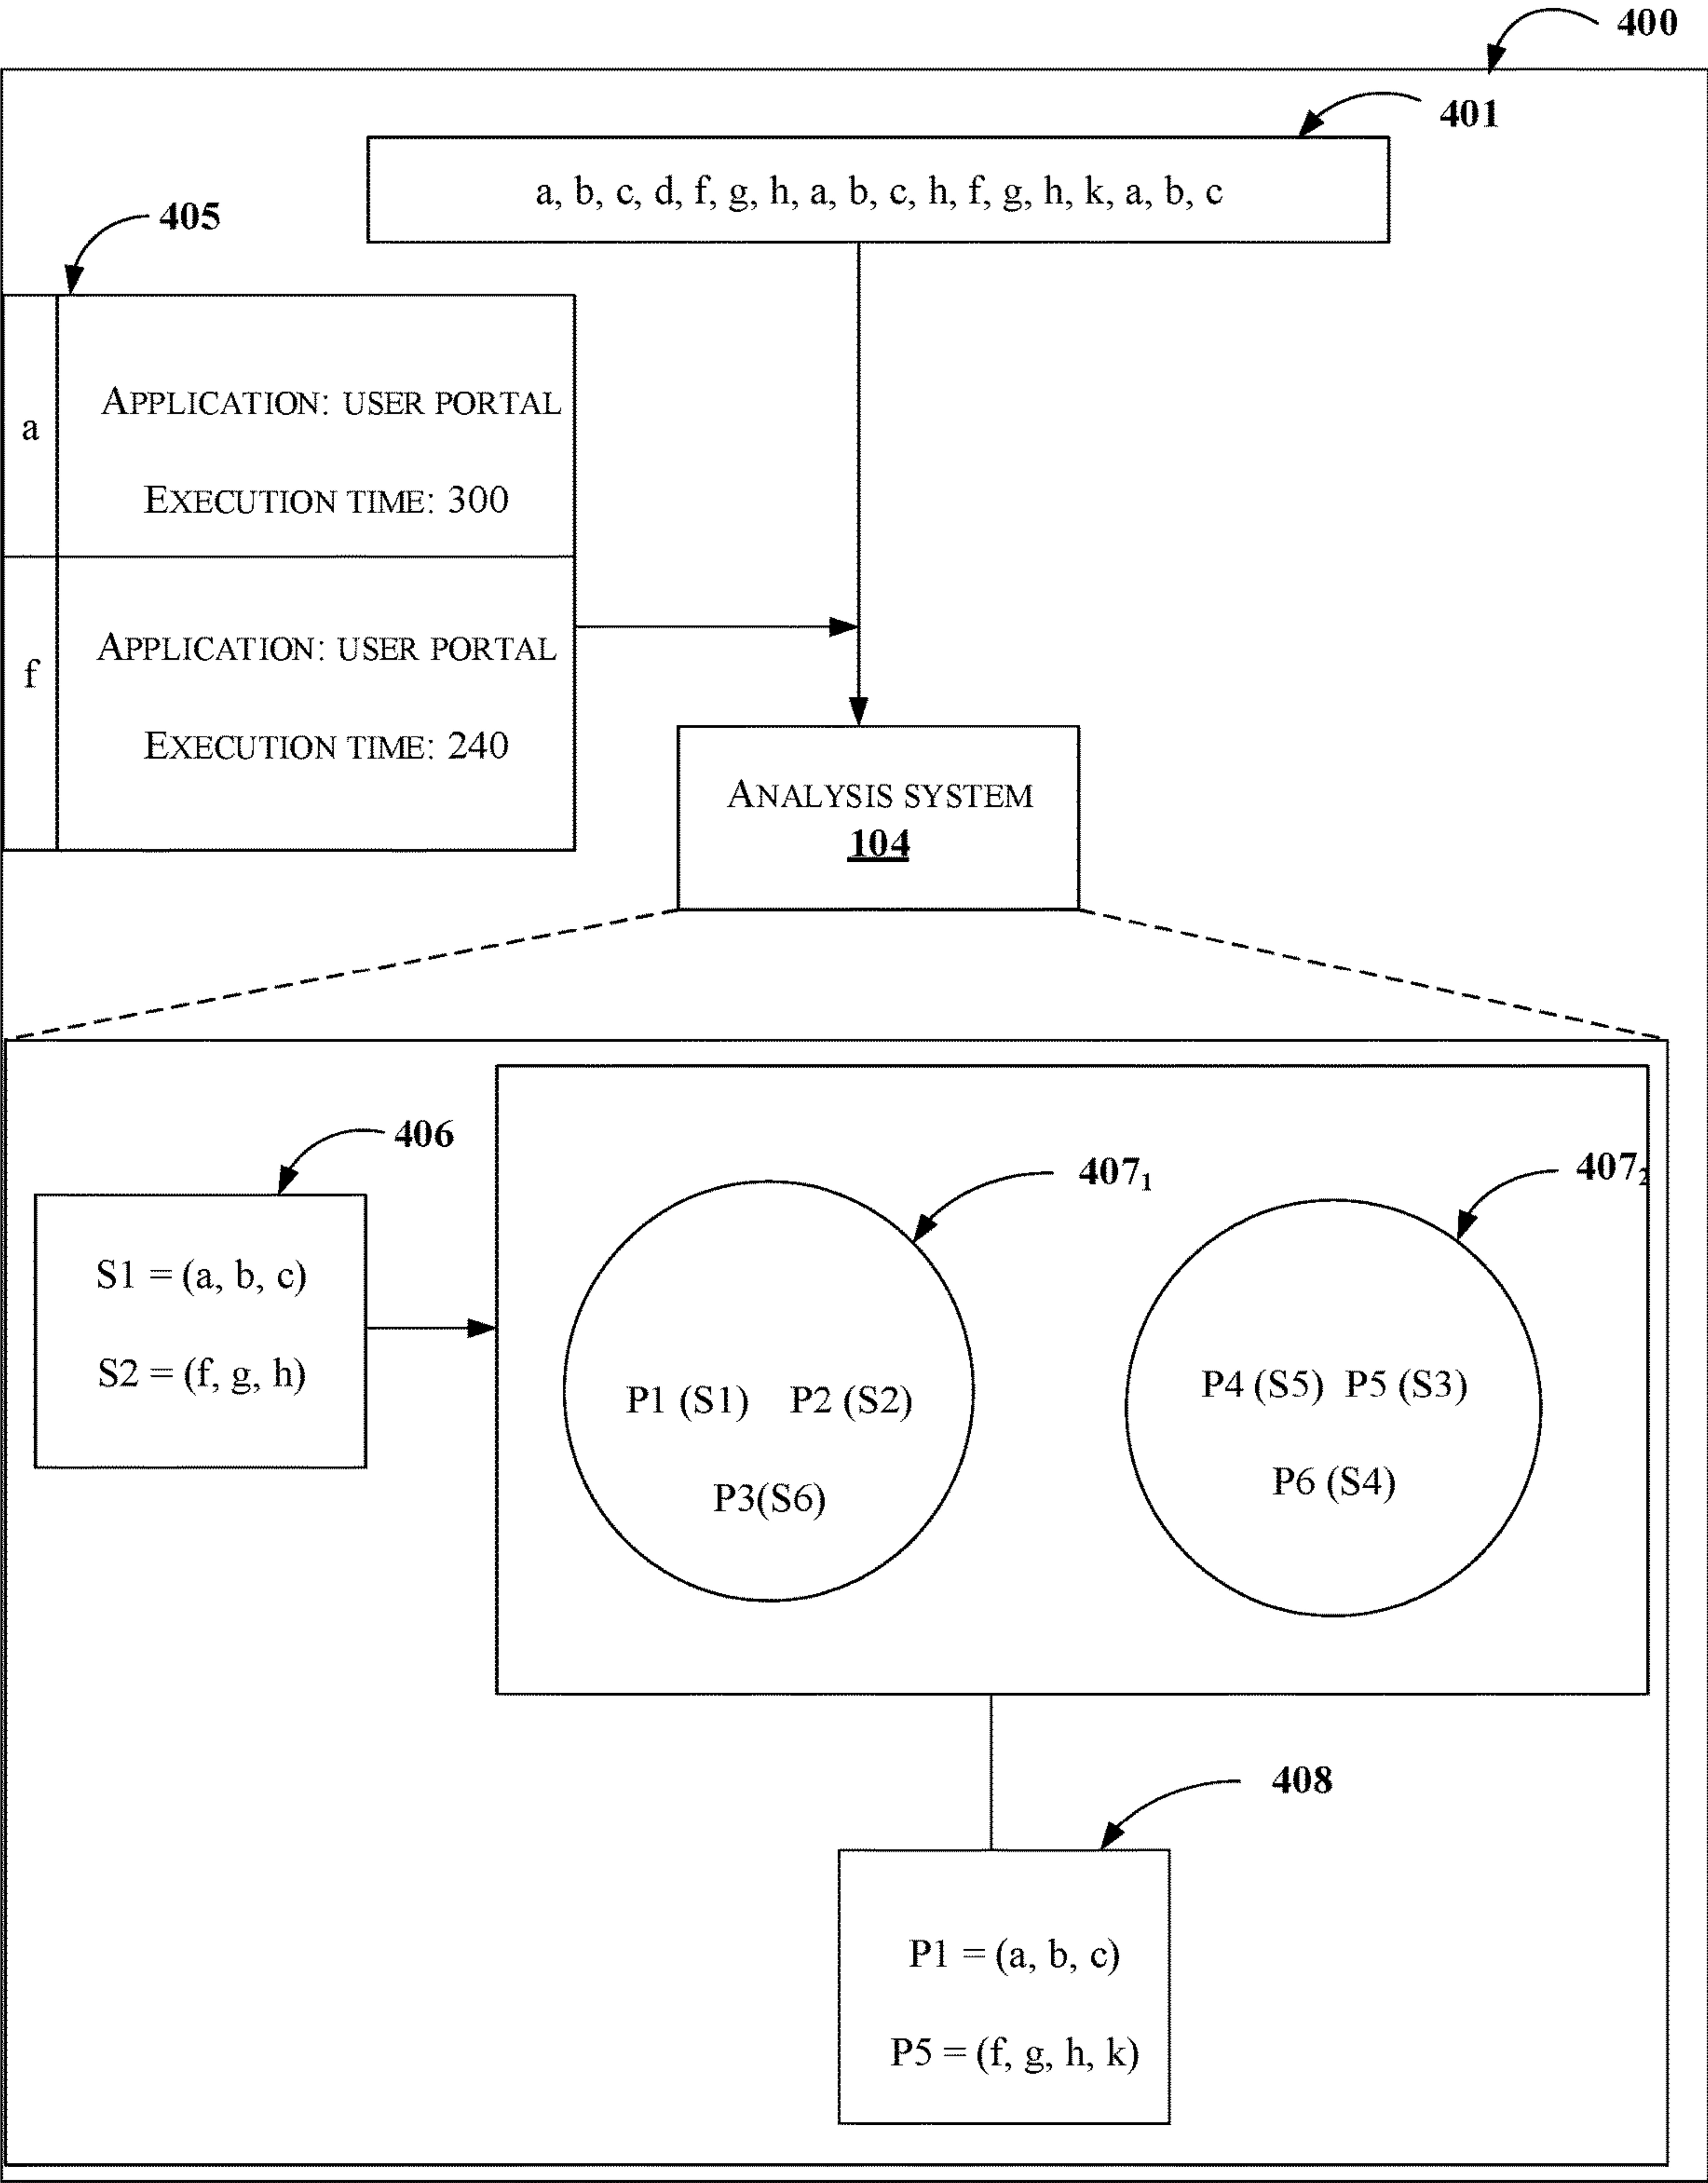 400
401
a, b, c, d, f, g, h, a, b, c, h, f, g, h, k, a, b, c
405
a
APPLICATION: USER PORTAL
EXECUTION TIME: 300
f
APPLICATION: USER PORTAL
EXECUTION TIME: 240
ANALYSIS SYSTEM
104
406
S1 = (a, b, c)
S2 = (f, g, h)
407₁
407₂
P1 (S1) P2 (S2)
P3(S6)
P4 (S5) P5 (S3)
P6 (S4)
408
P1 = (a, b, c)
P5 = (f, g, h, k)